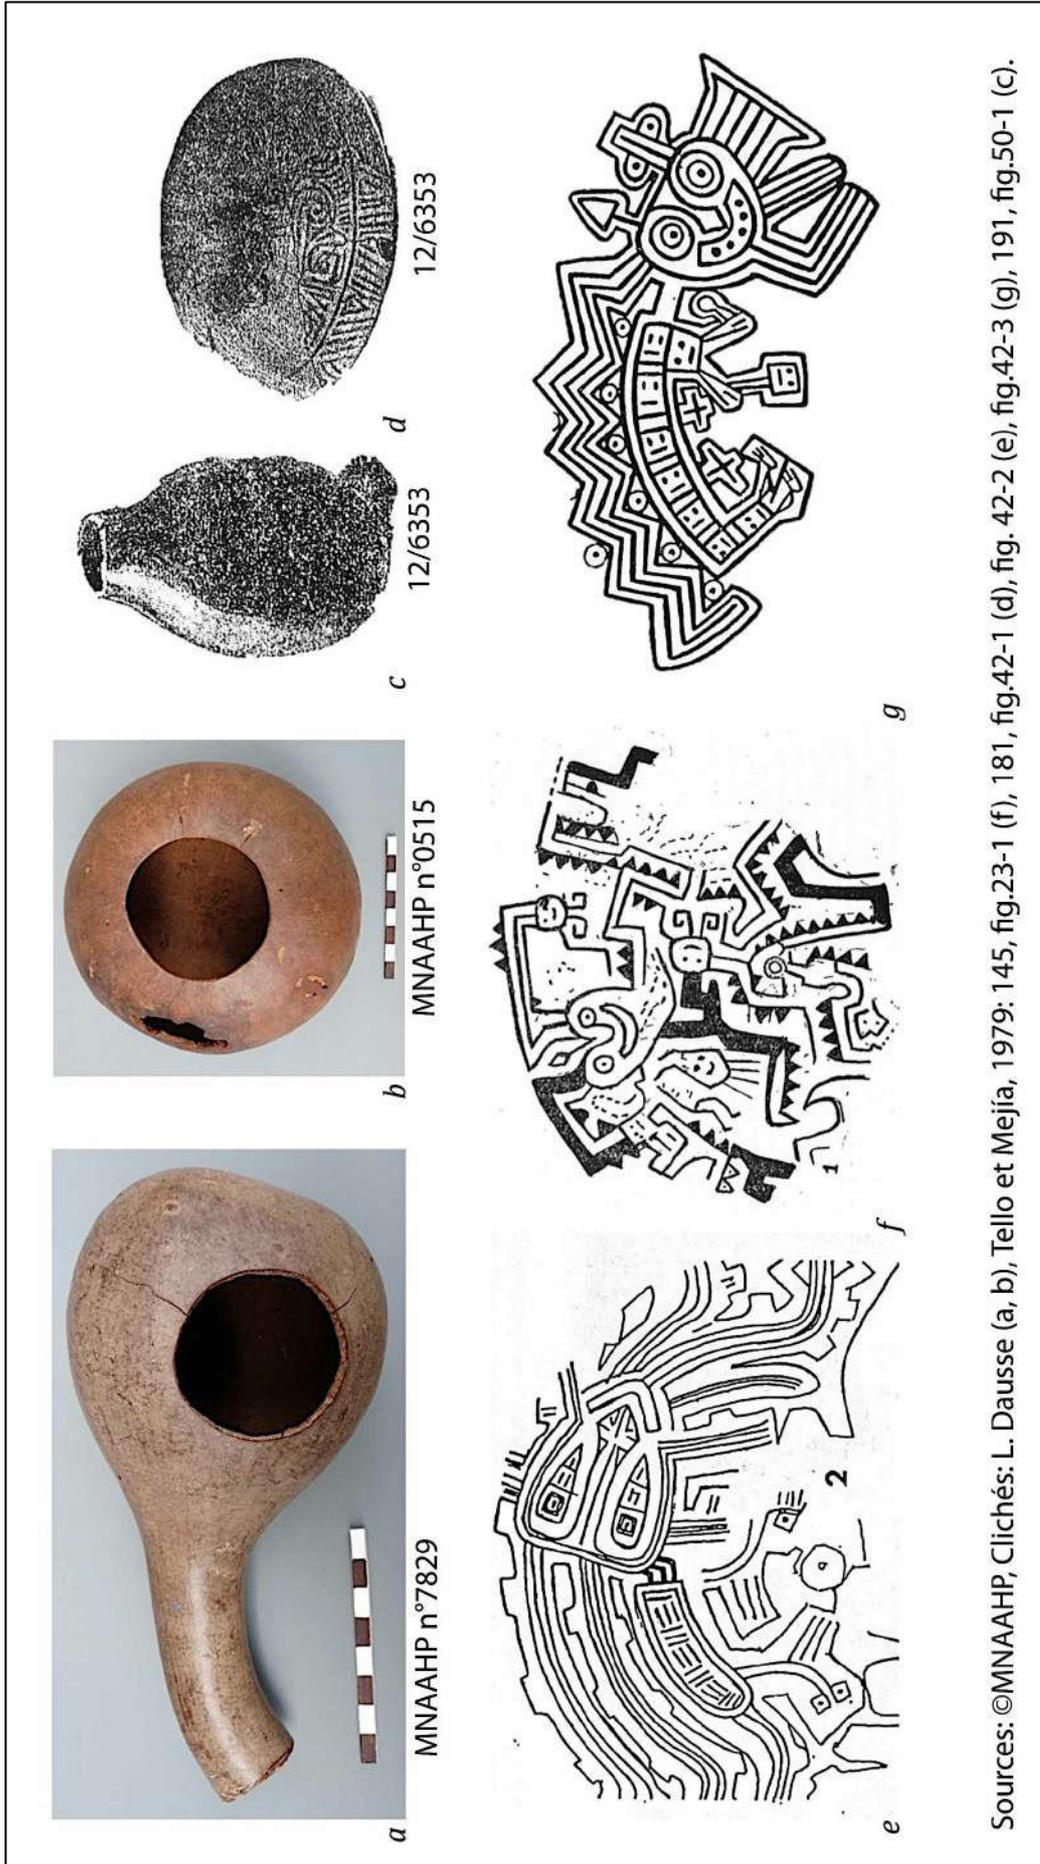 a
MNAAHP n°7829
b
MNAAHP n°0515
c
12/6353
d
12/6353
e
2
f
1
g
Sources: ©MNAAHP, Clichés: L. Dausse (a, b), Tello et Mejía, 1979: 145, fig.23-1 (f), 181, fig.42-1 (d), fig. 42-2 (e), fig.42-3 (g), 191, fig.50-1 (c).